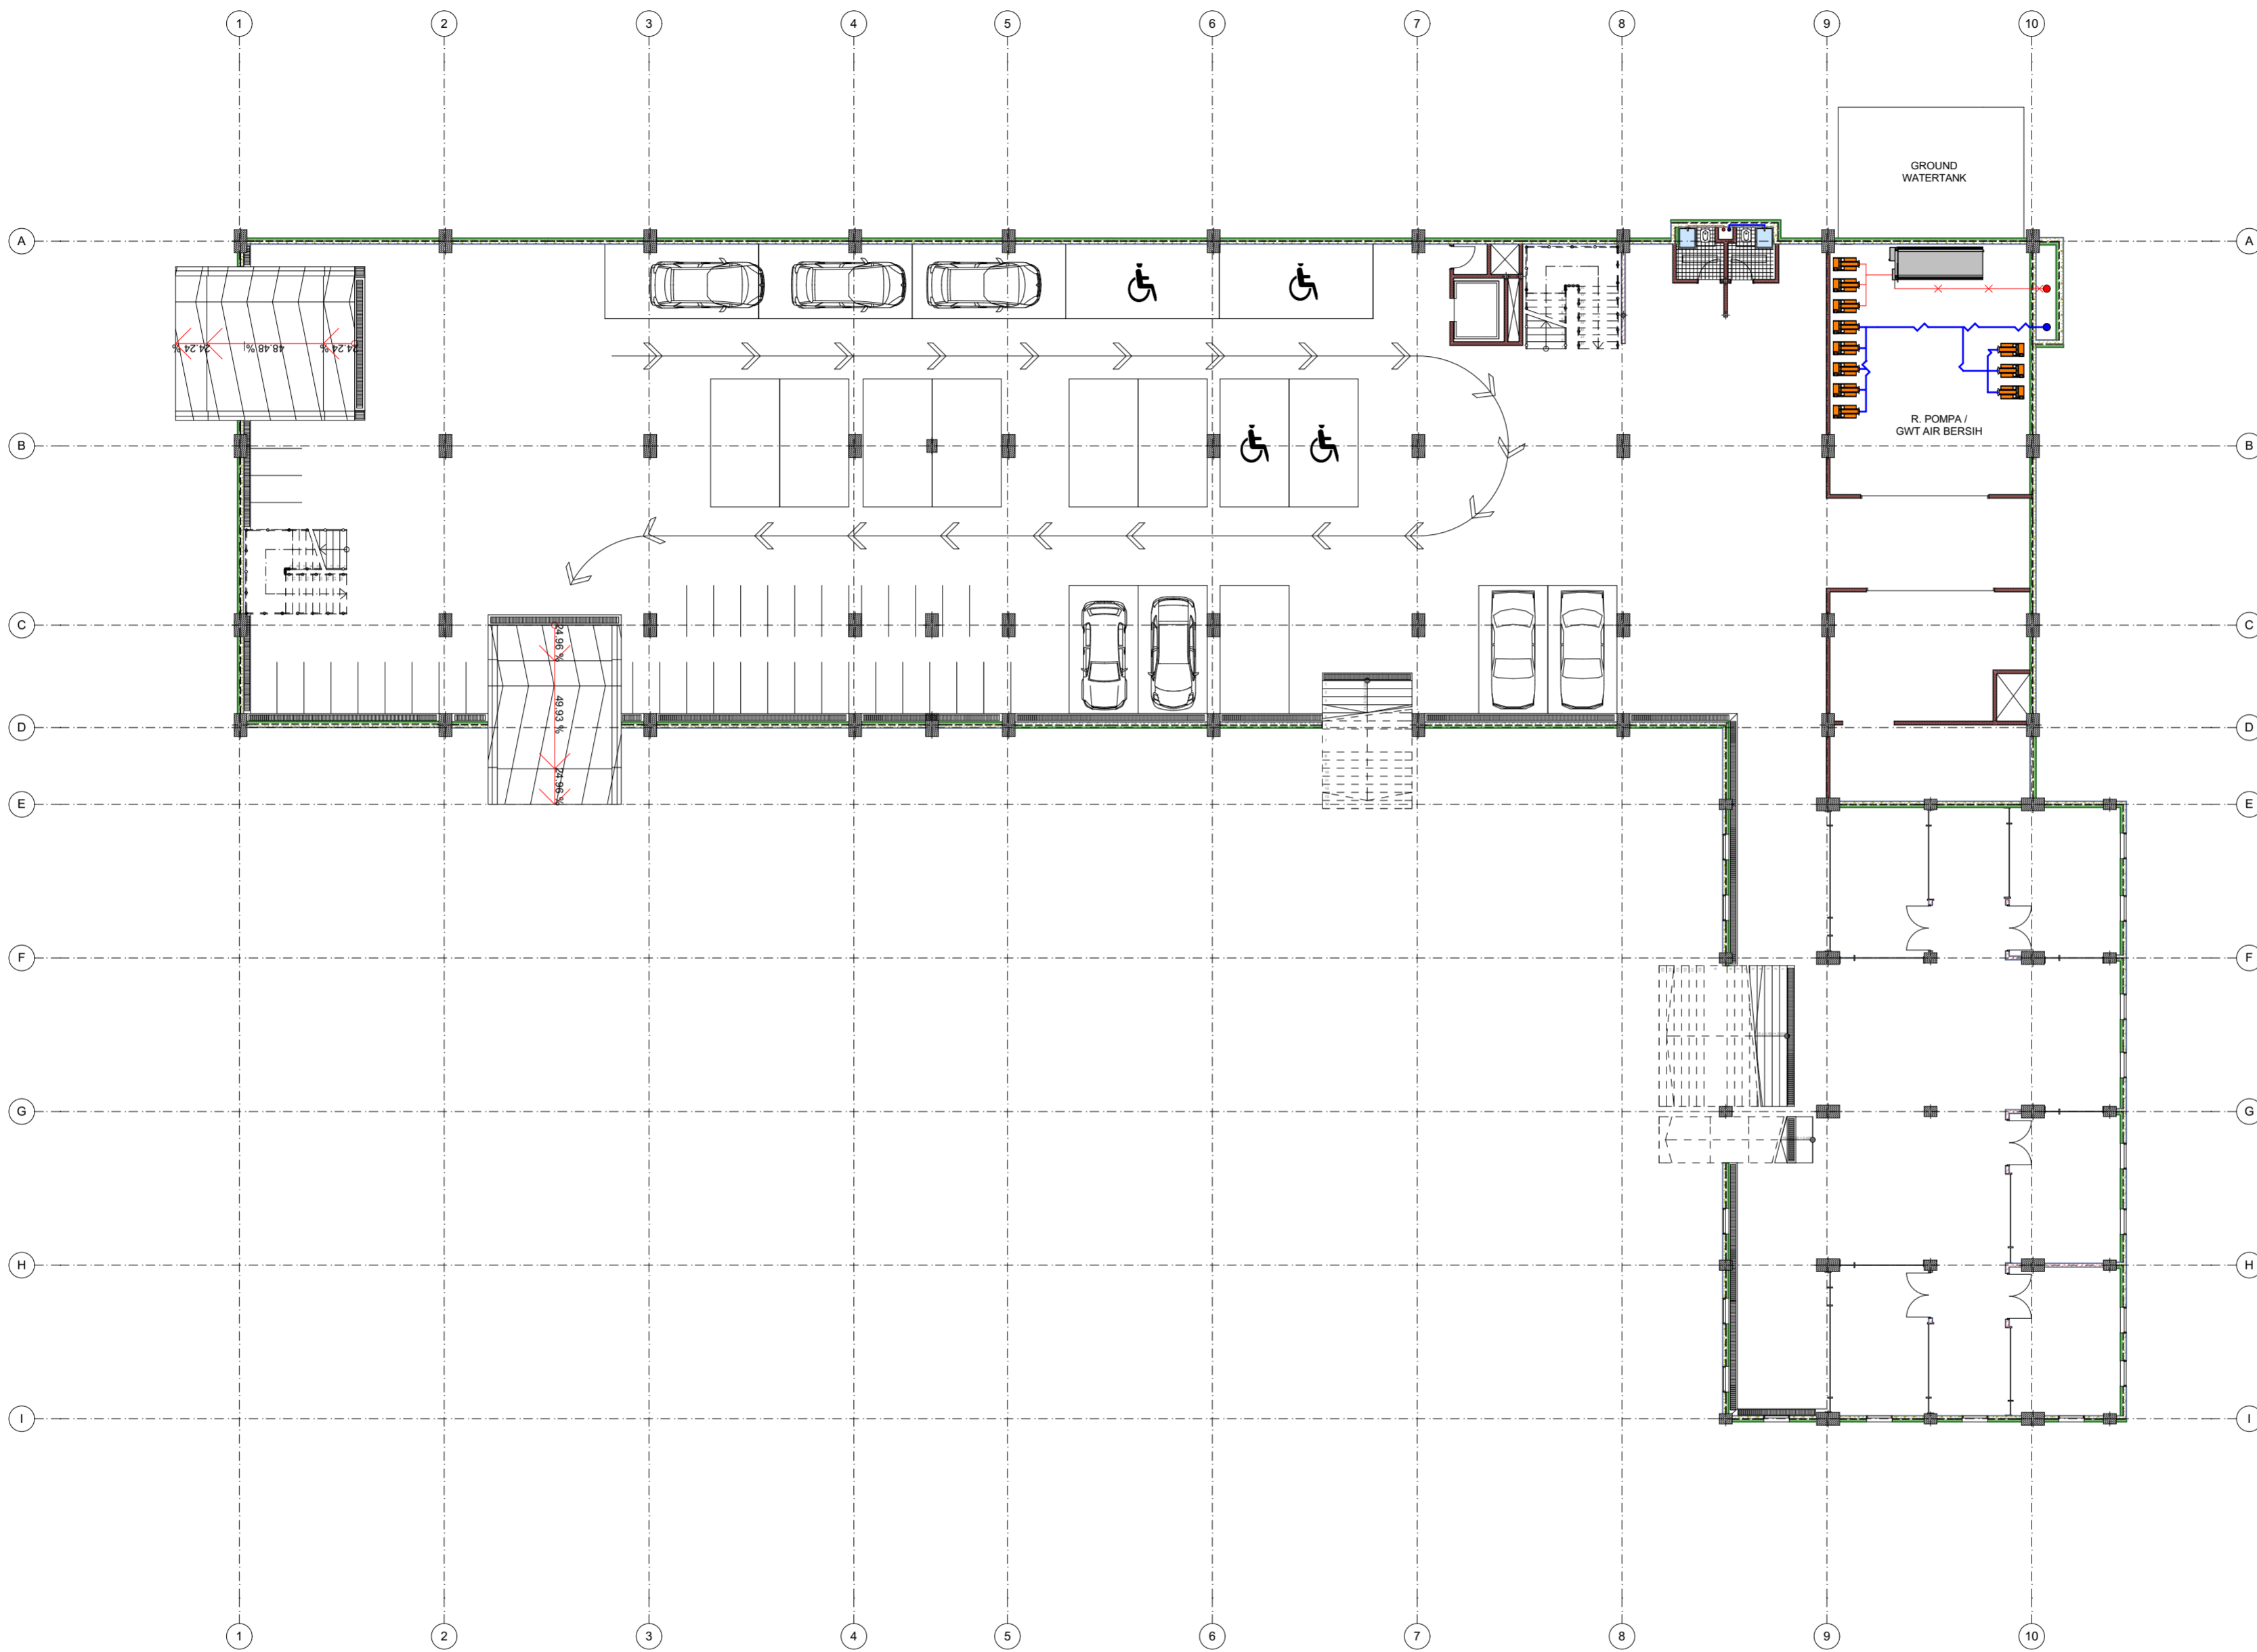 1 2 3 4 5 6 7 8 9 10
GROUND
WATERTANK
A A
24.24 % 48.48 % 24.24 %
R. POMPA /
GWT AIR BERSIH
B B
24.96 %
C C
49.93 %
D D
24.96 %
E E
F F
G G
H H
I I
1 2 3 4 5 6 7 8 9 10